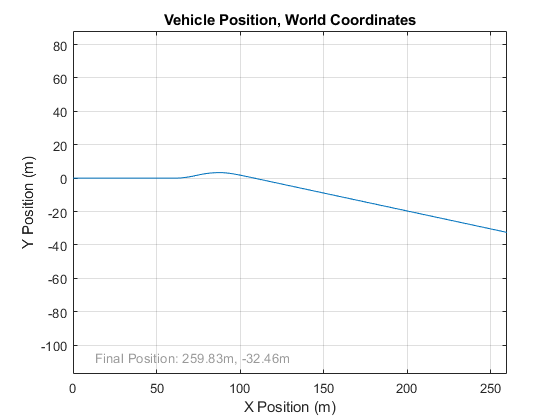 Vehicle Position, World Coordinates
80
60
40
20
0
-20
-40
-60
-80
-100
Y Position (m)
Final Position: 259.83m, -32.46m
0 50 100 150 200 250
X Position (m)